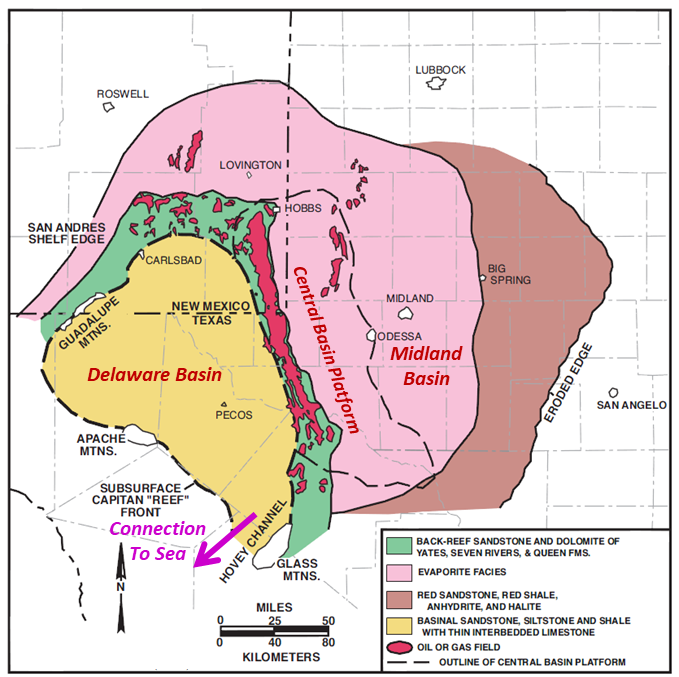 LUBBOCK
ROSWELL
LOVINGTON
HOBBS
SAN ANDRES
SHELF EDGE
CARLSBAD
BIG
SPRING
Central Basin Platform
NEW MEXICO
TEXAS
MIDLAND
GUADALUPE
MTNS.
ODESSA
Midland
Basin
Delaware Basin
ERODED EDGE
SAN ANGELO
PECOS
APACHE
MTNS.
SUBSURFACE
CAPITAN "REEF"
FRONT
Connection
To Sea
HOVEY CHANNEL
GLASS
MTNS.
N
MILES
0 25 50
0 40 80
KILOMETERS
BACK-REEF SANDSTONE AND DOLOMITE OF
YATES, SEVEN RIVERS, & QUEEN FMS.
EVAPORITE FACIES
RED SANDSTONE, RED SHALE,
ANHYDRITE, AND HALITE
BASINAL SANDSTONE, SILTSTONE AND SHALE
WITH THIN INTERBEDDED LIMESTONE
OIL OR GAS FIELD
OUTLINE OF CENTRAL BASIN PLATFORM